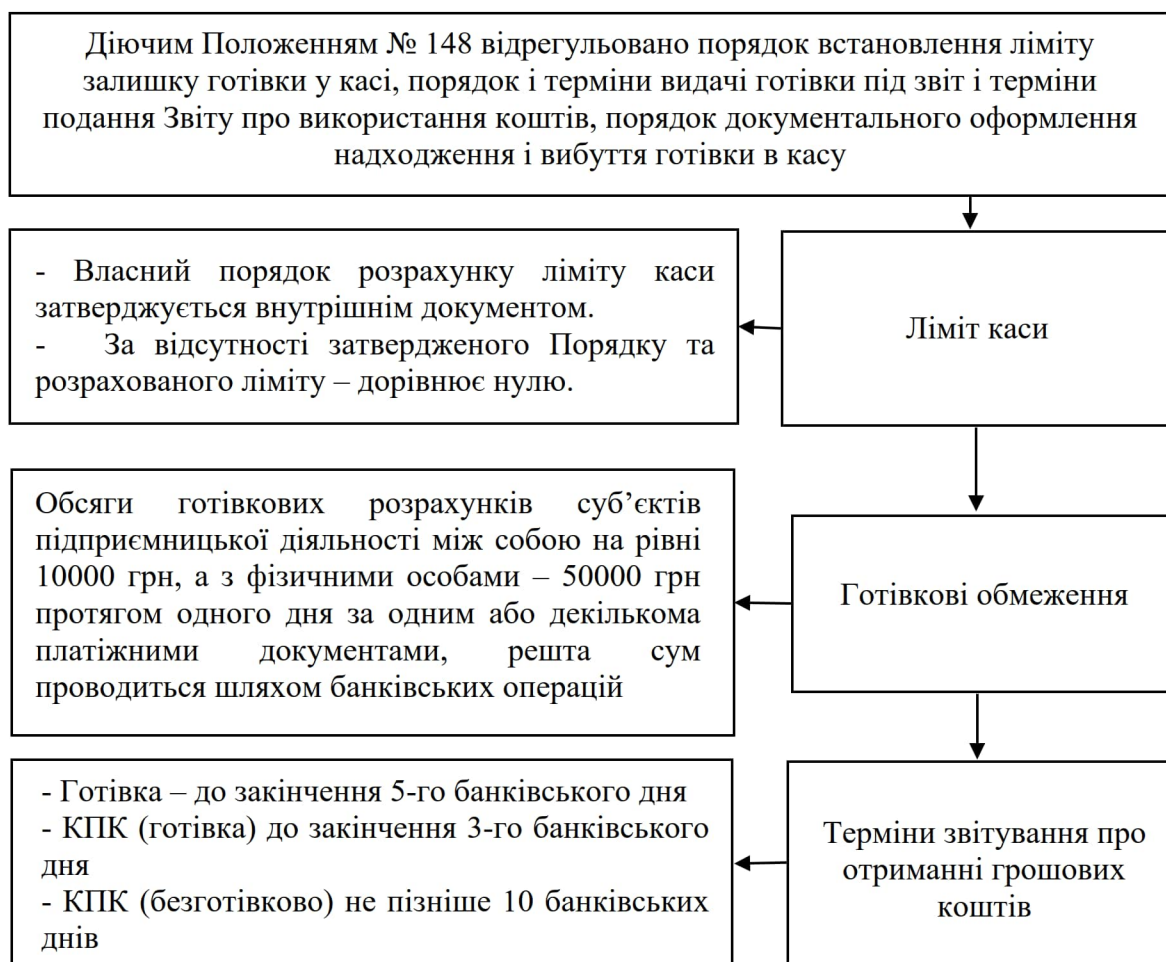 Діючим Положенням № 148 відрегульовано порядок встановлення ліміту
залишку готівки у касі, порядок і терміни видачі готівки під звіт і терміни
подання Звіту про використання коштів, порядок документального оформлення
надходження і вибуття готівки в касу
- Власний порядок розрахунку ліміту каси
затверджується внутрішнім документом.
- За відсутності затвердженого Порядку та
розрахованого ліміту – дорівнює нулю.
Ліміт каси
Обсяги готівкових розрахунків суб’єктів
підприємницької діяльності між собою на рівні
10000 грн, а з фізичними особами – 50000 грн
протягом одного дня за одним або декількома
платіжними документами, решта сум
проводиться шляхом банківських операцій
Готівкові обмеження
- Готівка – до закінчення 5-го банківського дня
- КПК (готівка) до закінчення 3-го банківського
дня
- КПК (безготівково) не пізніше 10 банківських
днів
Терміни звітування про
отриманні грошових
коштів